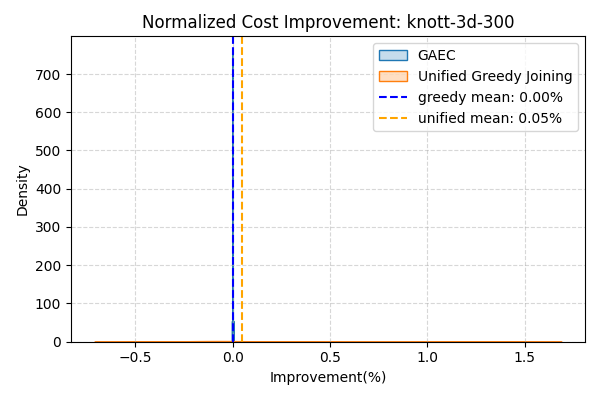 Normalized Cost Improvement: knott-3d-300
GAEC
Unified Greedy Joining
greedy mean: 0.00%
unified mean: 0.05%
Density
700
600
500
400
300
200
100
0
−0.5 0.0 0.5 1.0 1.5
Improvement(%)